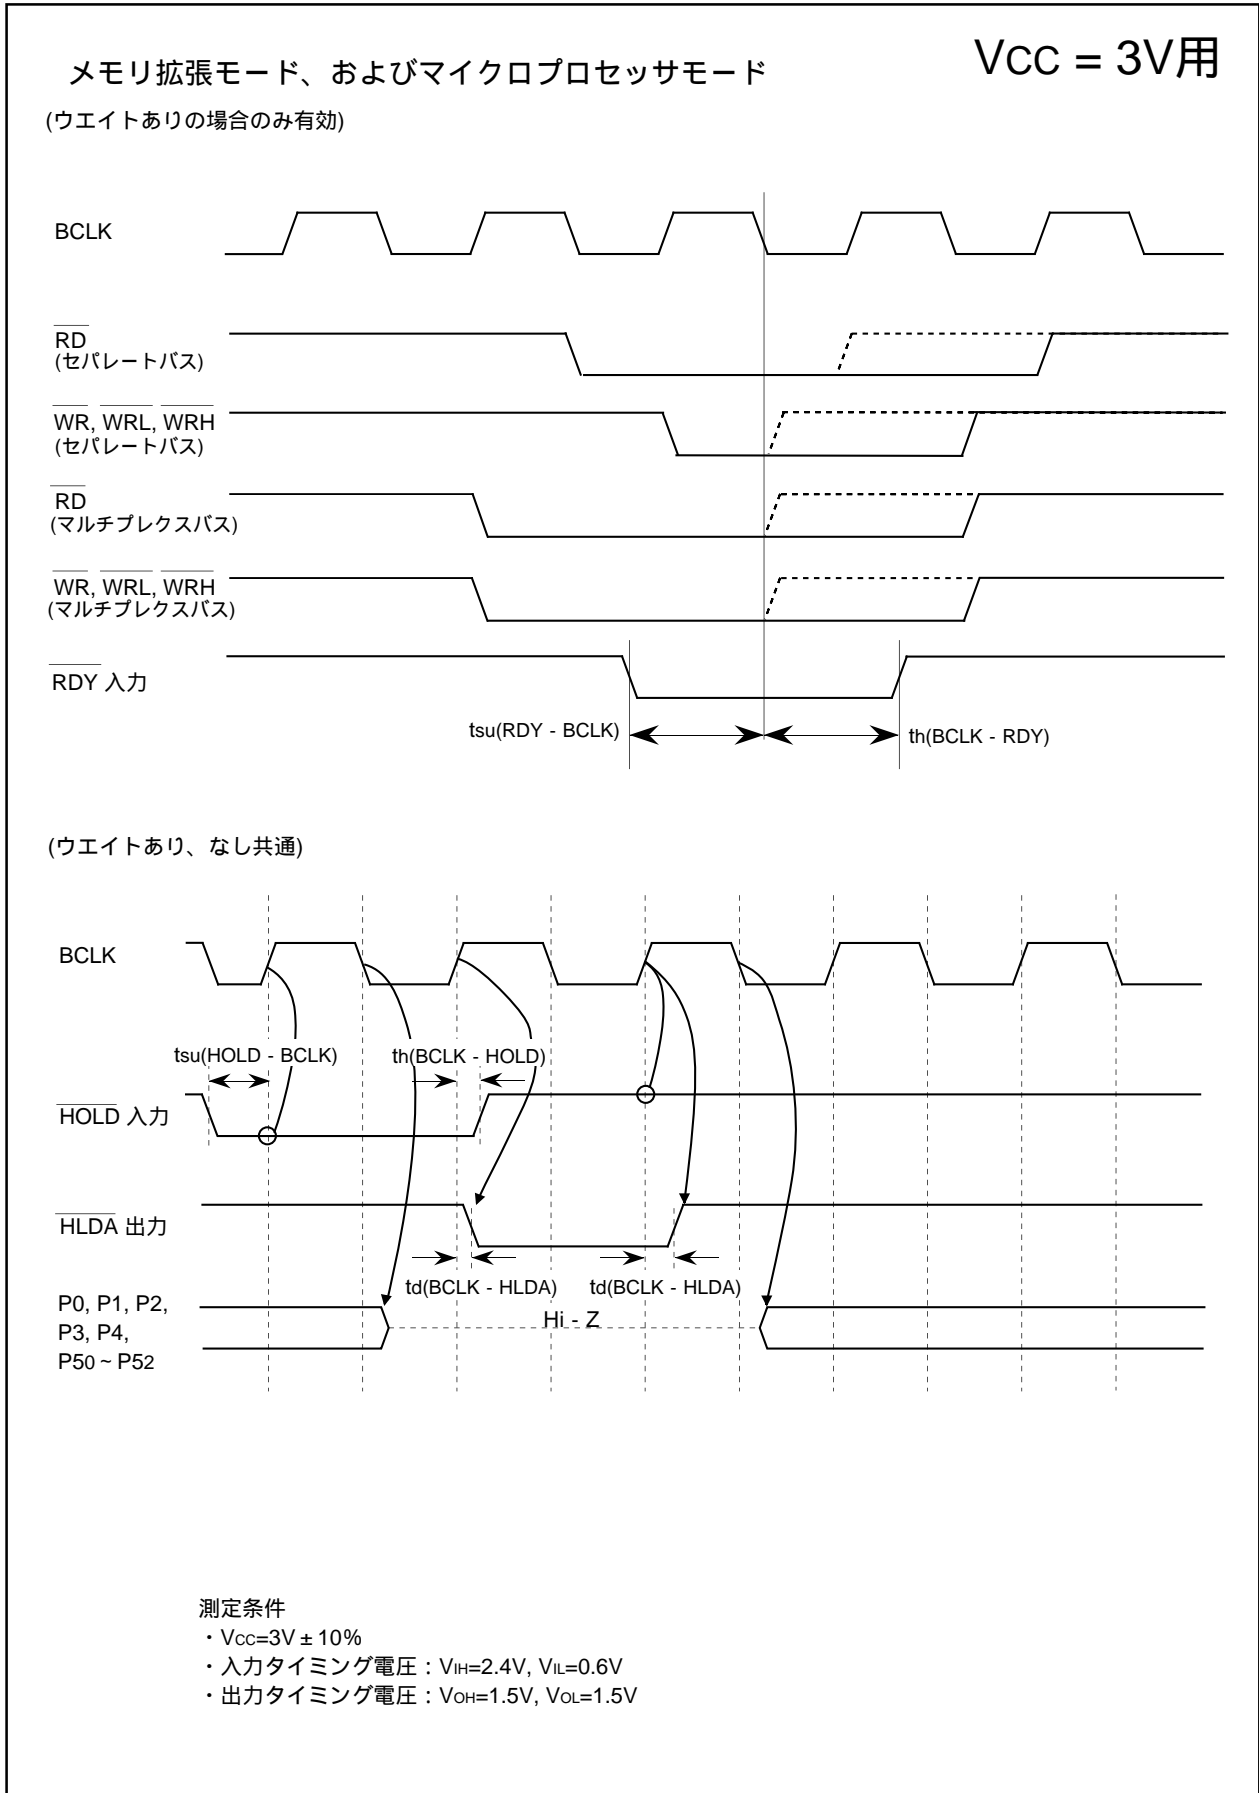 メモリ拡張モード、およびマイクロプロセッサモード
VCC = 3V用
(ウエイトありの場合のみ有効)
BCLK
RD
(セパレートバス)
WR, WRL, WRH
(セパレートバス)
RD
(マルチプレクスバス)
WR, WRL, WRH
(マルチプレクスバス)
RDY 入力
tsu(RDY - BCLK)
th(BCLK - RDY)
(ウエイトあり、なし共通)
BCLK
tsu(HOLD - BCLK)
th(BCLK - HOLD)
HOLD 入力
HLDA 出力
td(BCLK - HLDA)
td(BCLK - HLDA)
P0, P1, P2,
P3, P4,
P50 ~ P52
Hi - Z
測定条件
・VCC=3V ± 10%
・入力タイミング電圧:VIH=2.4V, VIL=0.6V
・出力タイミング電圧:VOH=1.5V, VOL=1.5V